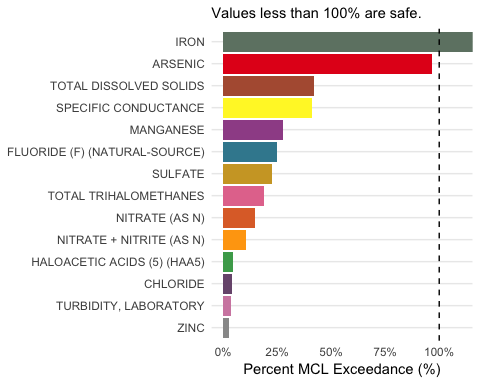 Values less than 100% are safe.
IRON
ARSENIC
TOTAL DISSOLVED SOLIDS
SPECIFIC CONDUCTANCE
MANGANESE
FLUORIDE (F) (NATURAL-SOURCE)
SULFATE
TOTAL TRIHALOMETHANES
NITRATE (AS N)
NITRATE + NITRITE (AS N)
HALOACETIC ACIDS (5) (HAA5)
CHLORIDE
TURBIDITY, LABORATORY
ZINC
0% 25% 50% 75% 100%
Percent MCL Exceedance (%)